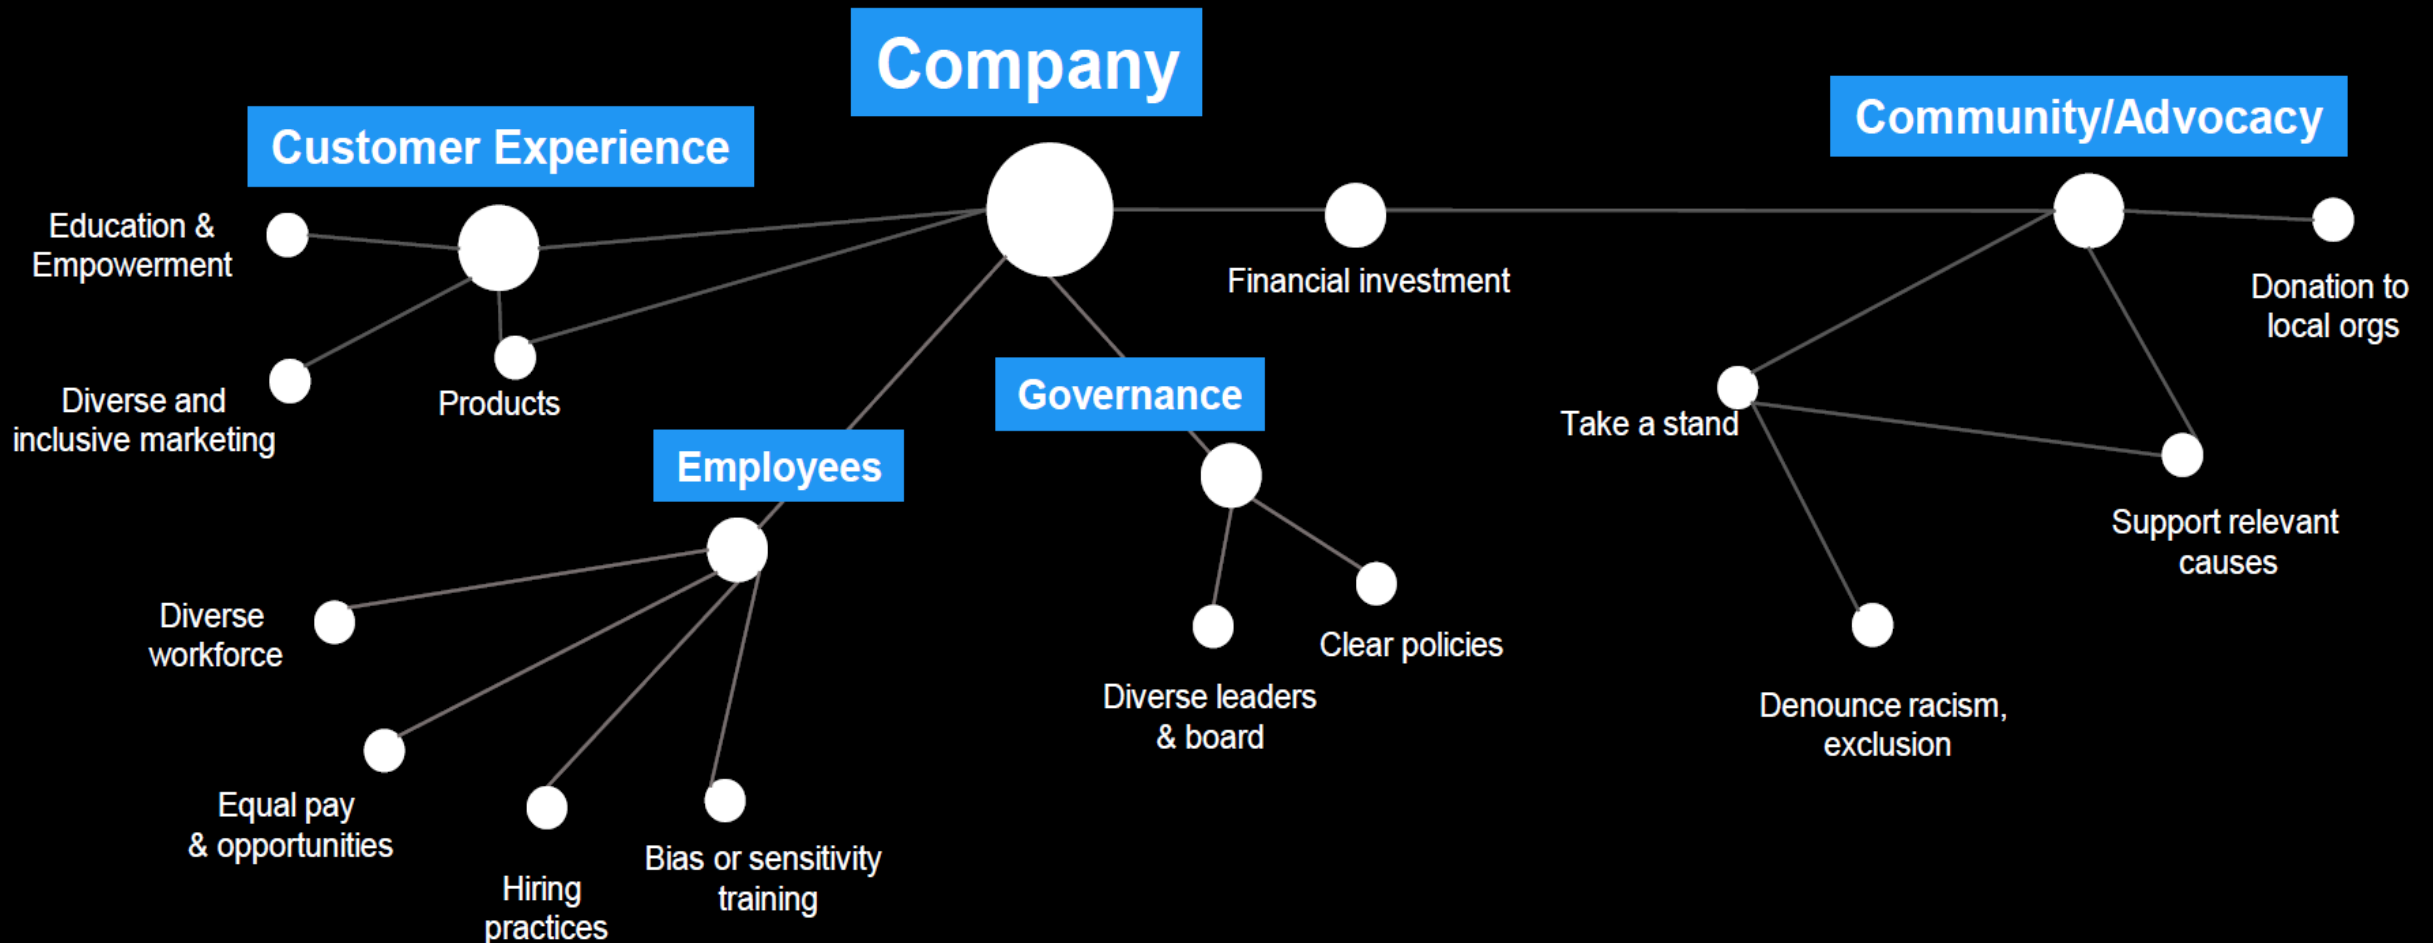 Company
Customer Experience
Community/Advocacy
Education &
Empowerment
Financial investment
Donation to
local orgs
Diverse and
inclusive marketing
Products
Governance
Take a stand
Employees
Support relevant
causes
Diverse
workforce
Clear policies
Diverse leaders
& board
Denounce racism,
exclusion
Equal pay
& opportunities
Bias or sensitivity
training
Hiring
practices